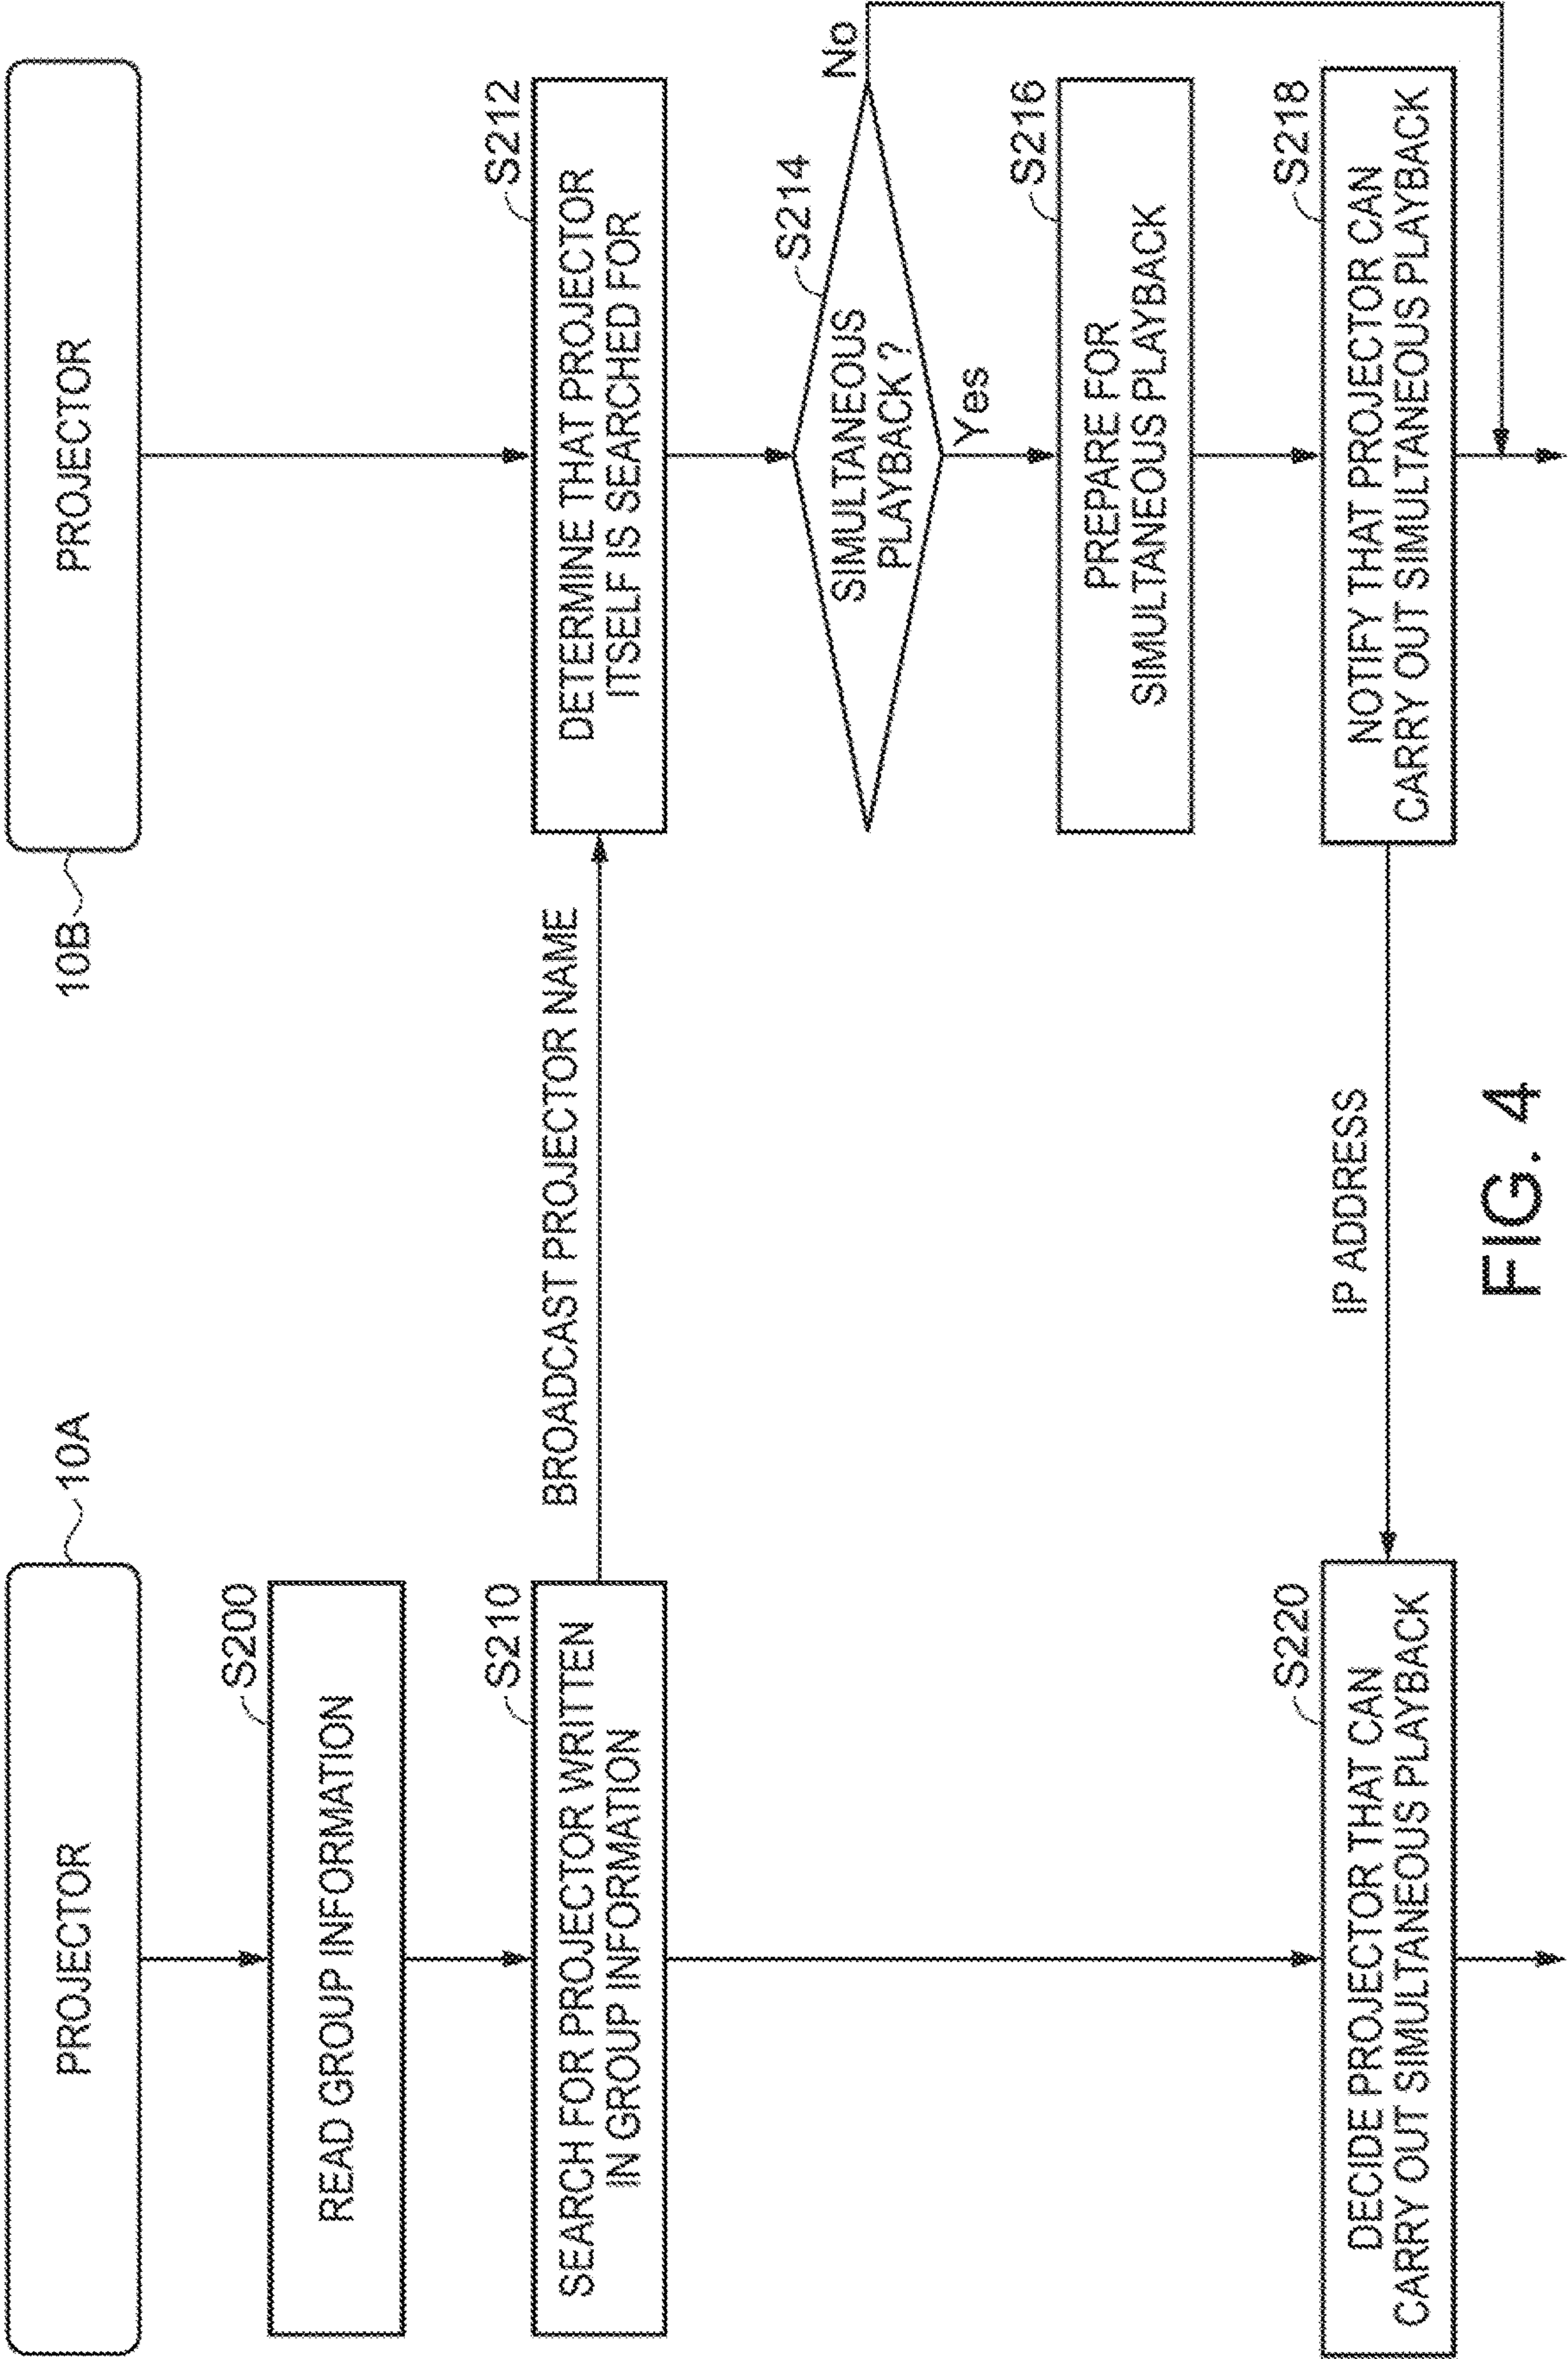 10A
PROJECTOR
S200
READ GROUP INFORMATION
S210
SEARCH FOR PROJECTOR WRITTEN
IN GROUP INFORMATION
BROADCAST PROJECTOR NAME
10B
PROJECTOR
S212
DETERMINE THAT PROJECTOR
ITSELF IS SEARCHED FOR
S214
SIMULTANEOUS
PLAYBACK ?
No
Yes
S216
PREPARE FOR
SIMULTANEOUS PLAYBACK
S218
NOTIFY THAT PROJECTOR CAN
CARRY OUT SIMULTANEOUS PLAYBACK
IP ADDRESS
S220
DECIDE PROJECTOR THAT CAN
CARRY OUT SIMULTANEOUS PLAYBACK
FIG. 4